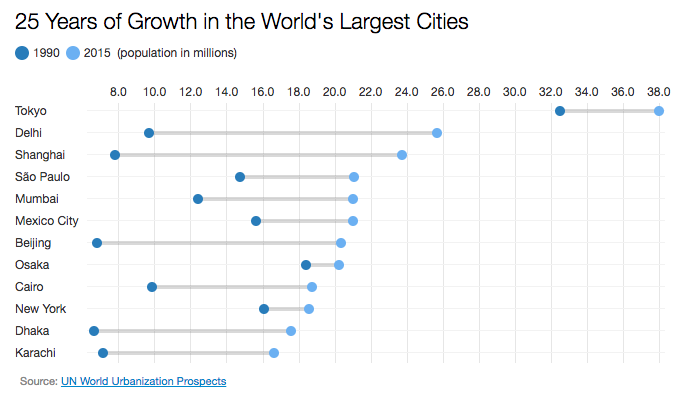 25 Years of Growth in the World's Largest Cities
1990 2015 (population in millions)
8.0 10.0 12.0 14.0 16.0 18.0 20.0 22.0 24.0 26.0 28.0 30.0 32.0 34.0 36.0 38.0
Tokyo
Delhi
Shanghai
São Paulo
Mumbai
Mexico City
Beijing
Osaka
Cairo
New York
Dhaka
Karachi
Source: UN World Urbanization Prospects